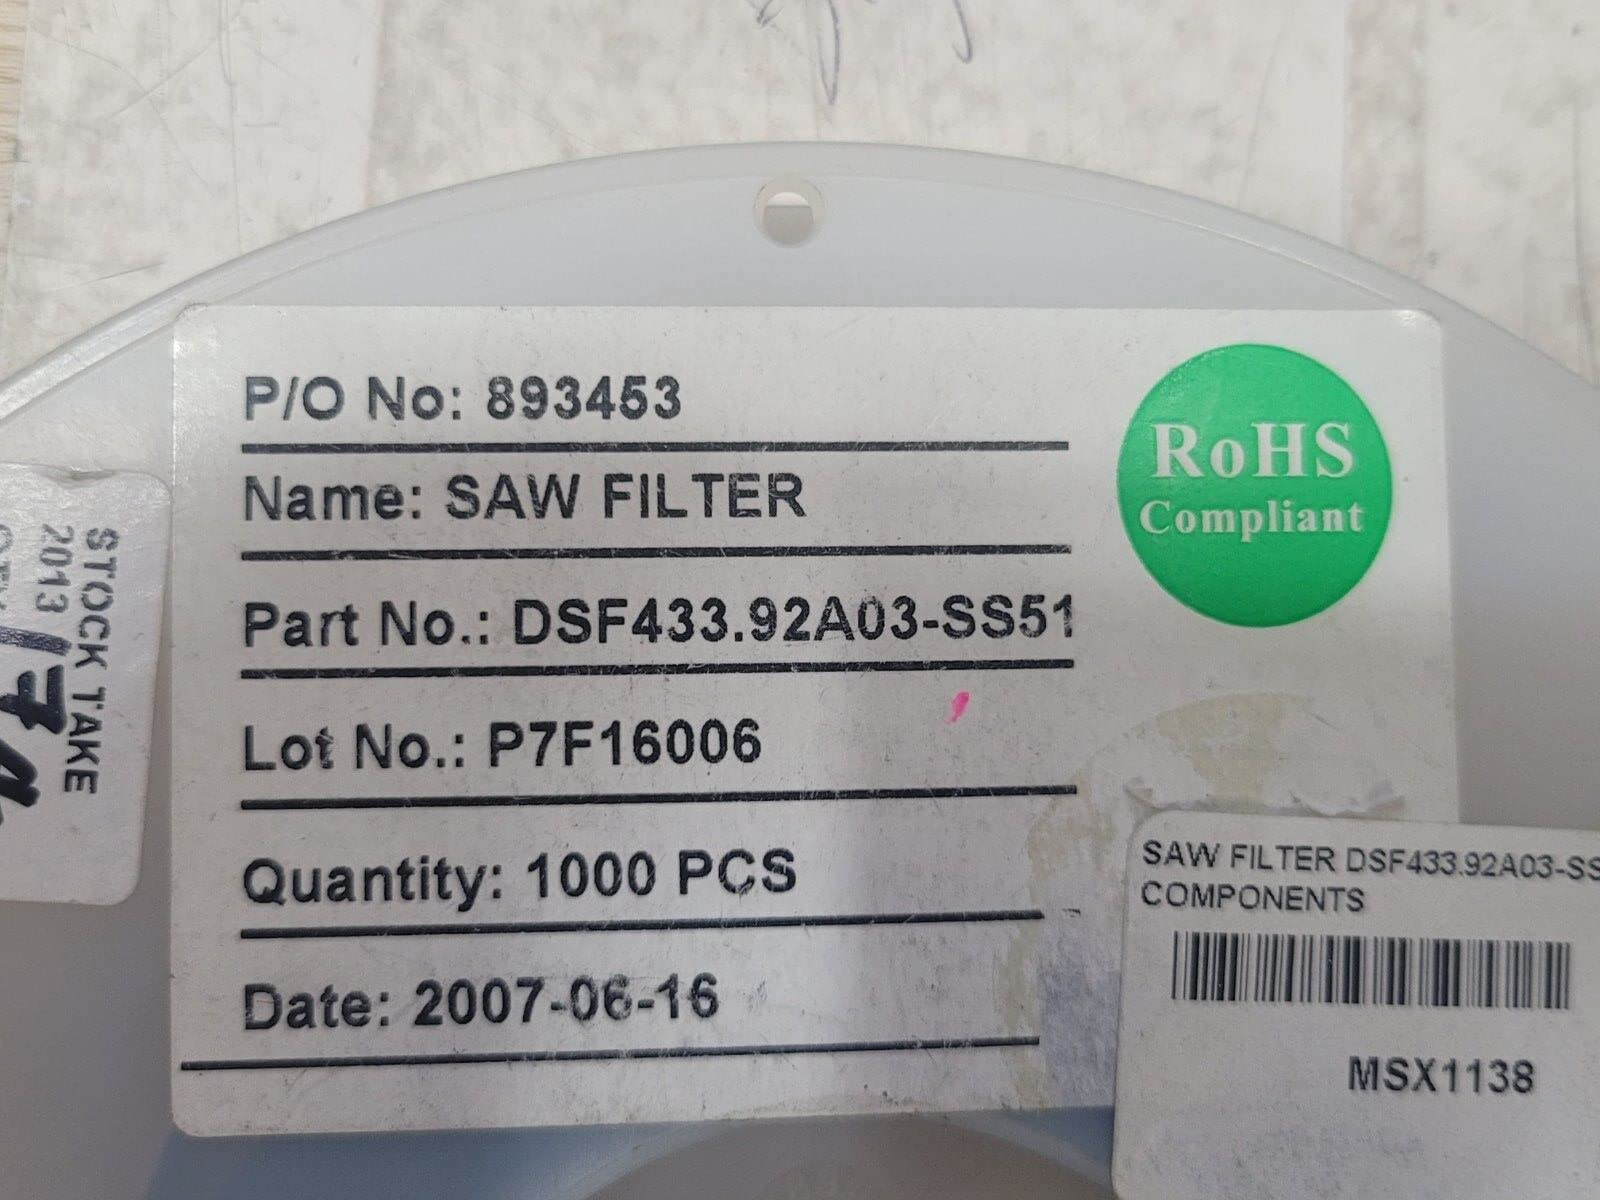 P/O No: 893453
Name: SAW FILTER
Part No.: DSF433.92A03-SS51
Lot No.: P7F16006
Quantity: 1000 PCS
Date: 2007-06-16
RoHS
Compliant
STOCK TAKE
2013
SAW FILTER DSF433.92A03-SS
COMPONENTS
MSX1138